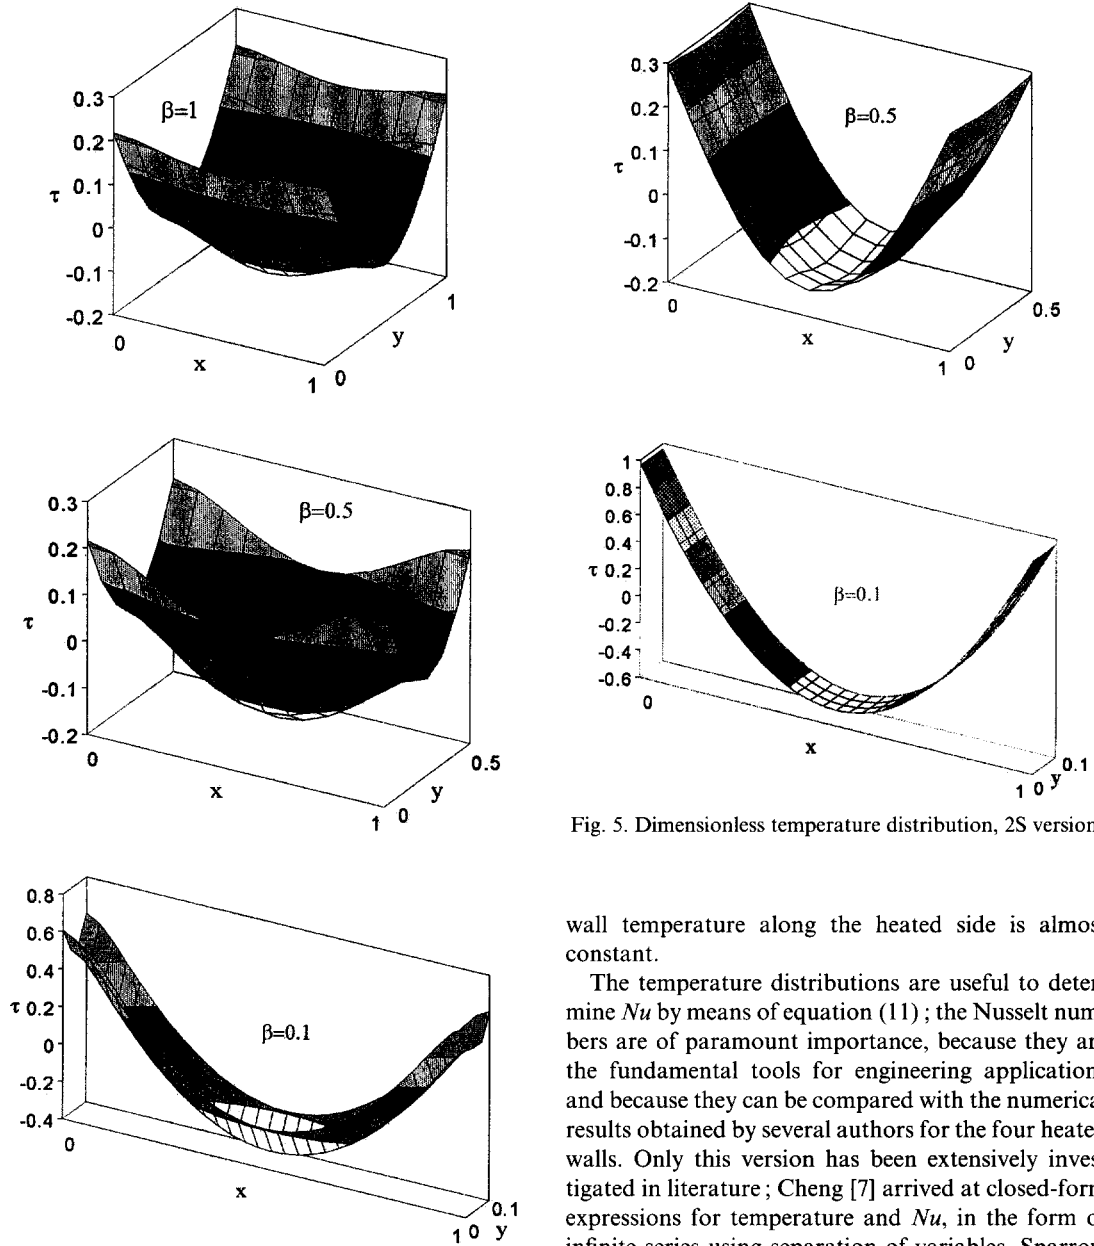 0.3
0.2
0.1
0
-0.1
-0.2
τ
β=1
0
x
1
0
y
1
0.3
0.2
0.1
0
-0.1
-0.2
τ
β=0.5
0
x
1
0
y
0.5
0.8
0.6
0.4
0.2
0
-0.2
-0.4
τ
β=0.1
0
x
1
0
y
0.1
0.3
0.2
0.1
0
-0.1
-0.2
τ
β=0.5
0
x
1
0
y
0.5
1
0.8
0.6
0.4
0.2
0
-0.2
-0.4
-0.6
τ
β=0.1
0
x
1
0
y
0.1
Fig. 5. Dimensionless temperature distribution, 2S version
wall temperature along the heated side is almos
constant.
The temperature distributions are useful to deter
mine Nu by means of equation (11) ; the Nusselt num
bers are of paramount importance, because they ar
the fundamental tools for engineering application
and because they can be compared with the numerica
results obtained by several authors for the four heate
walls. Only this version has been extensively inves
tigated in literature ; Cheng [7] arrived at closed-forn
expressions for temperature and Nu, in the form o
infinite series using separation of variables. Sparrow